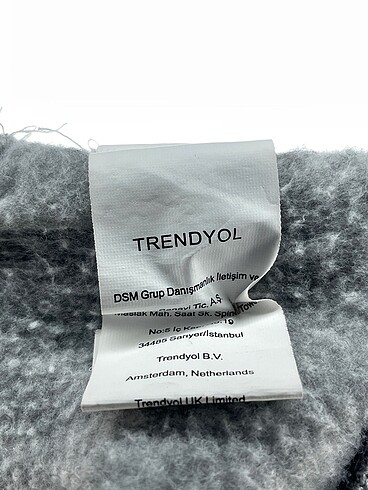 TRENDYOL
DSM Grup Danışmanlık İletişim ve
Tic. A.Ş
Maslak Mah. Saat Sk. Spine
No:5 İç
34485 Sarıyer/İstanbul
Trendyol B.V.
Amsterdam, Netherlands
Trendyol UK Limited